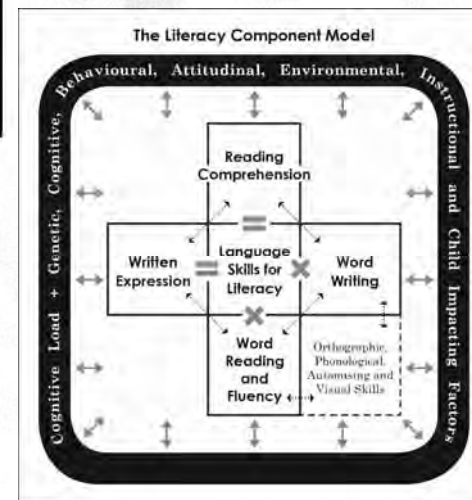 The Literacy Component Model
Cognitive Load + Genetic, Cognitive, Behavioural, Attitudinal, Environmental, Instructional and Child Impacting Factors
Reading
Comprehension
=
Written
Expression
=
Language
Skills for
Literacy
×
Word
Writing
×
Word
Reading
and
Fluency
Orthographic,
Phonological,
Automising and
Visual Skills